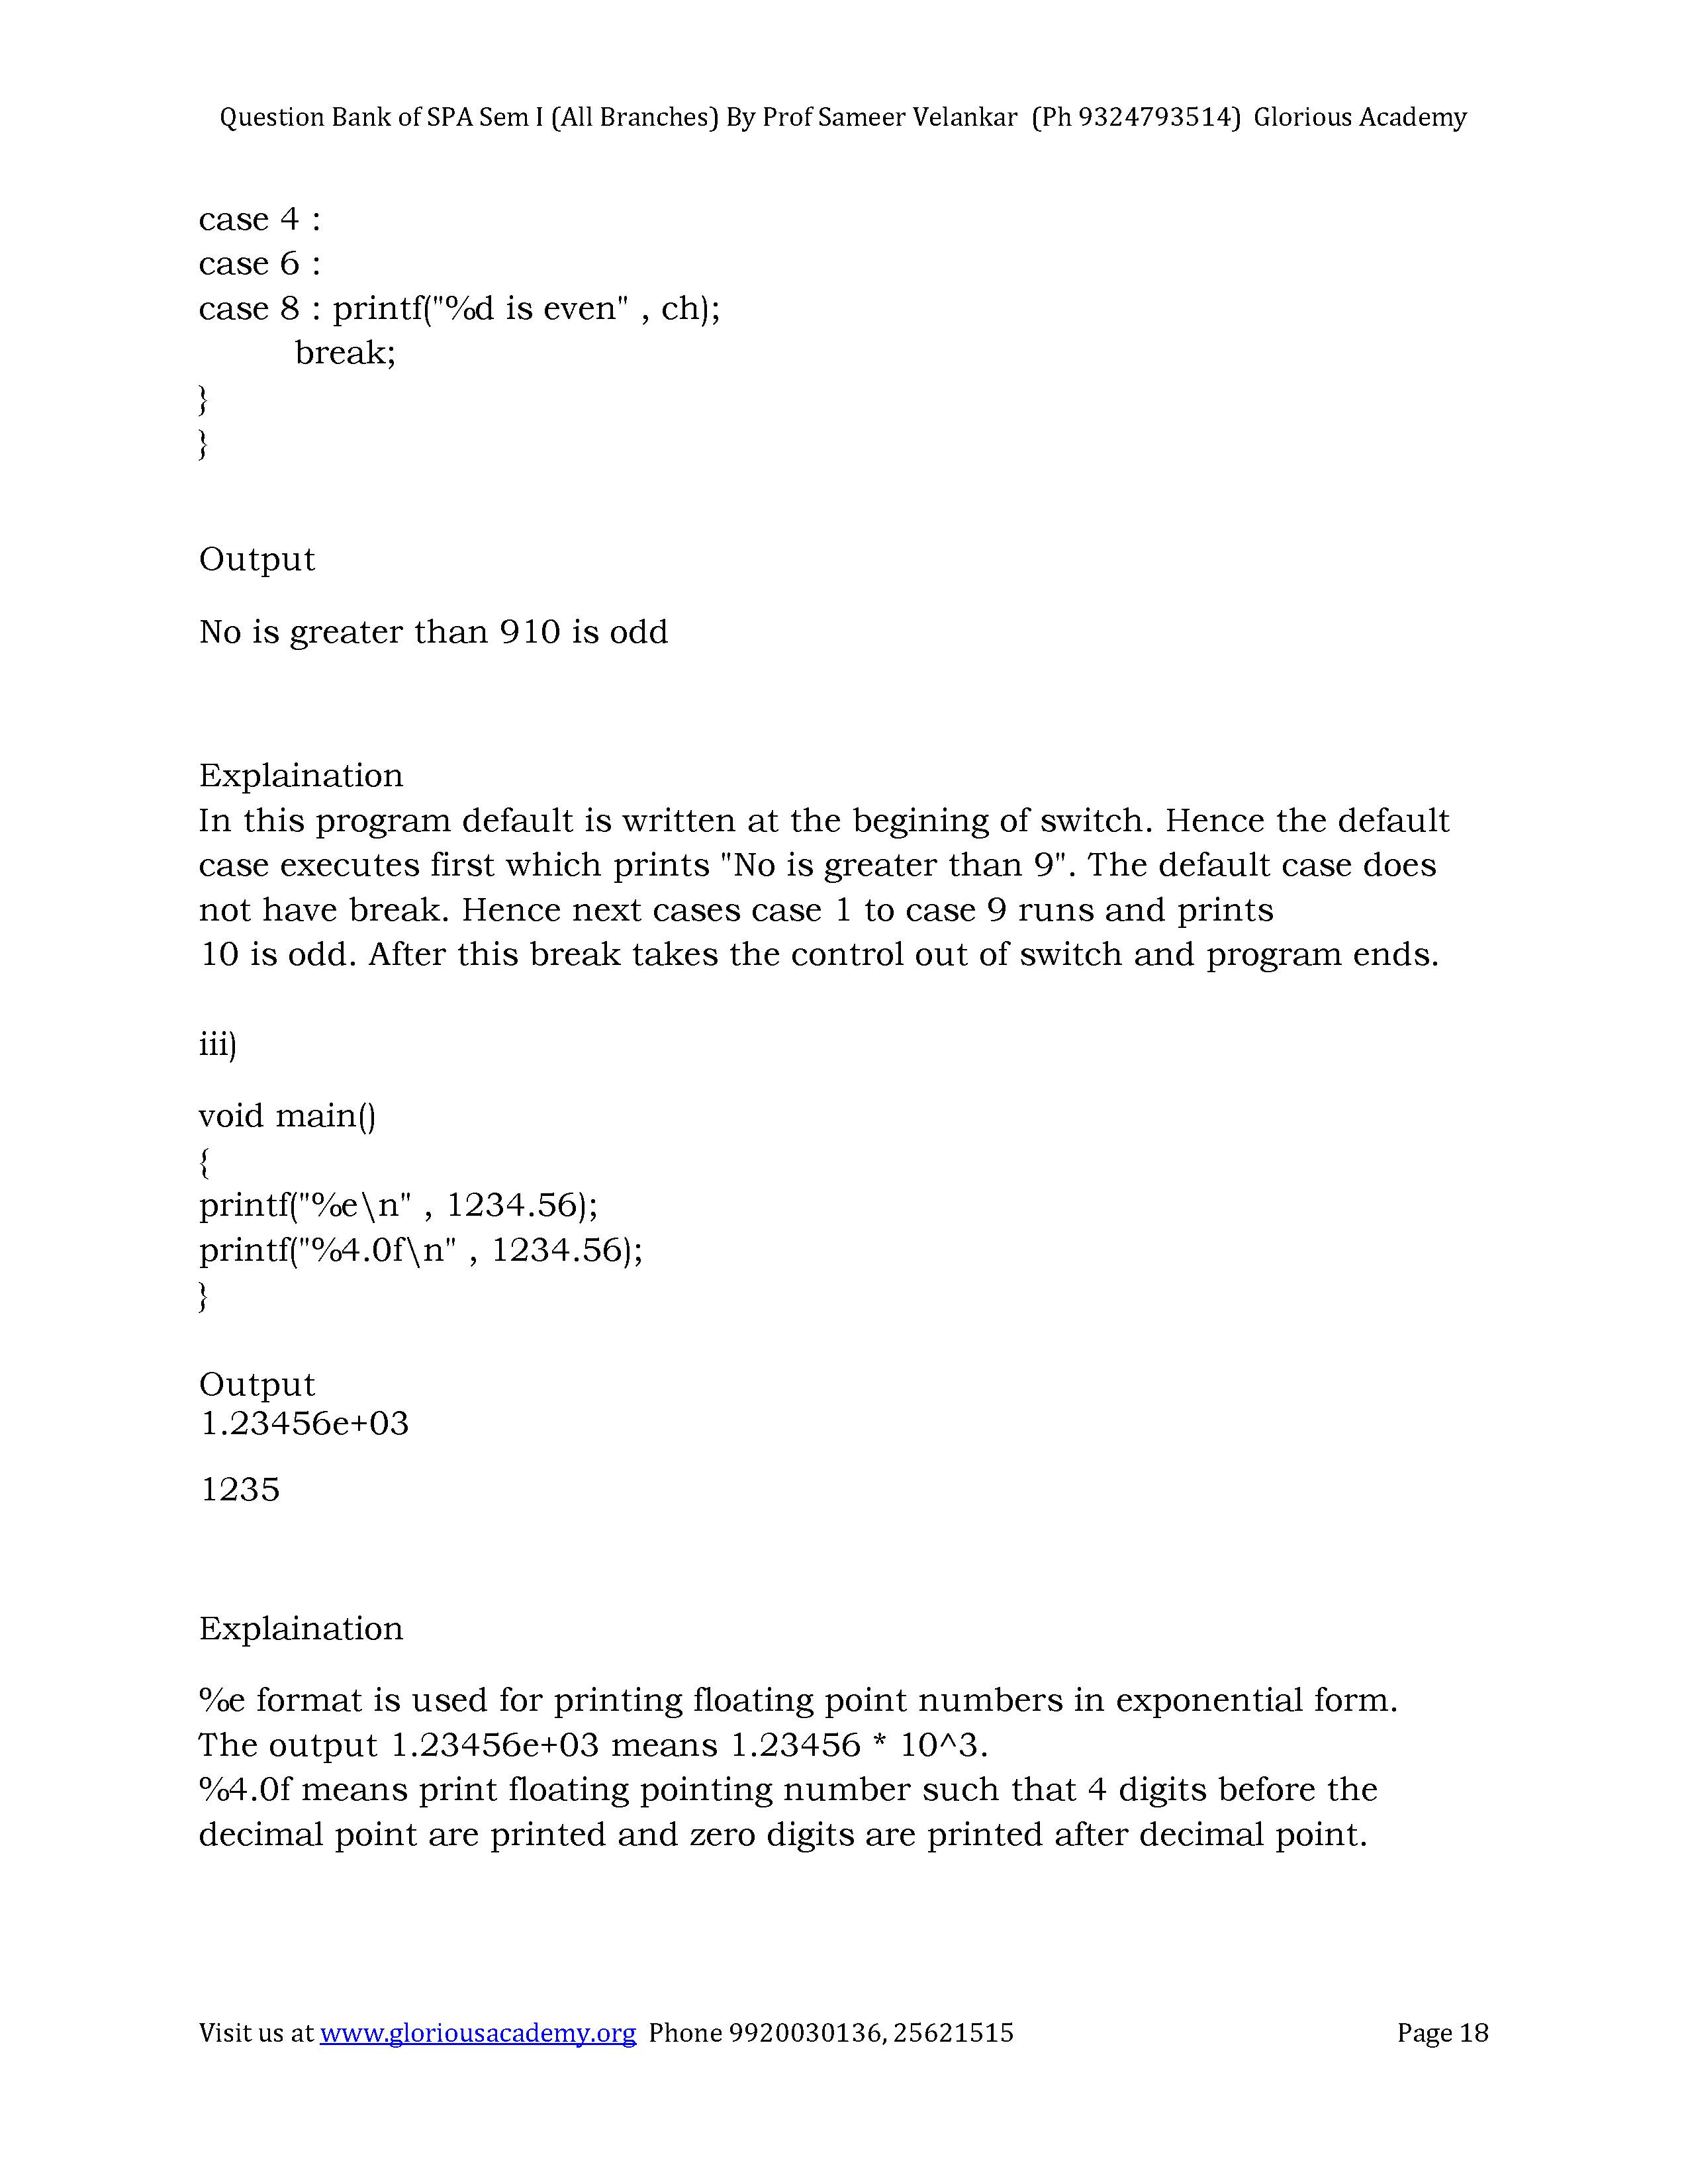 Question Bank of SPA Sem I (All Branches) By Prof Sameer Velankar (Ph 9324793514) Glorious Academy
case 4 :
case 6 :
case 8 : printf("%d is even" , ch);
break;
}
}
Output
No is greater than 910 is odd
Explaination
In this program default is written at the begining of switch. Hence the default
case executes first which prints "No is greater than 9". The default case does
not have break. Hence next cases case 1 to case 9 runs and prints
10 is odd. After this break takes the control out of switch and program ends.
iii)
void main()
{
printf("%e\n" , 1234.56);
printf("%4.0f\n" , 1234.56);
}
Output
1.23456e+03
1235
Explaination
%e format is used for printing floating point numbers in exponential form.
The output 1.23456e+03 means 1.23456 * 10^3.
%4.0f means print floating pointing number such that 4 digits before the
decimal point are printed and zero digits are printed after decimal point.
Visit us at www.gloriousacademy.org Phone 9920030136, 25621515 Page 18